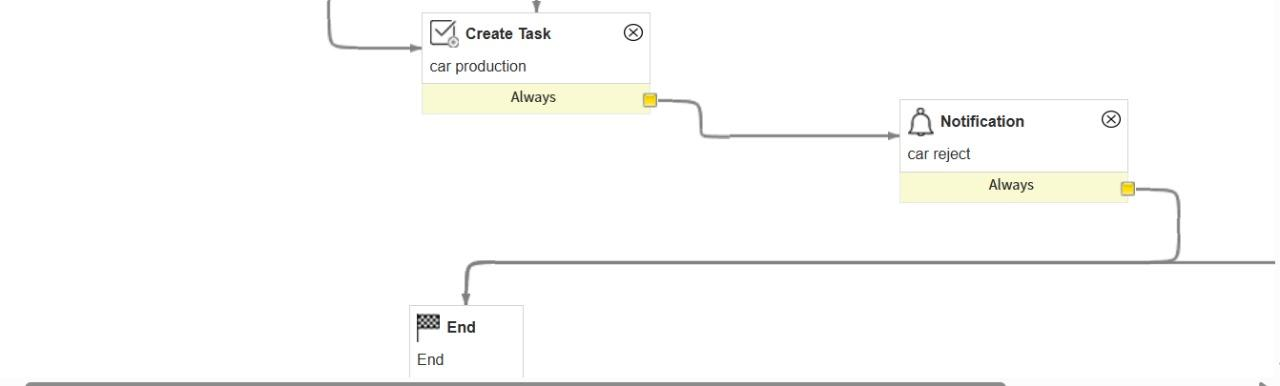 Create Task
car production
Always
Notification
car reject
Always
End
End